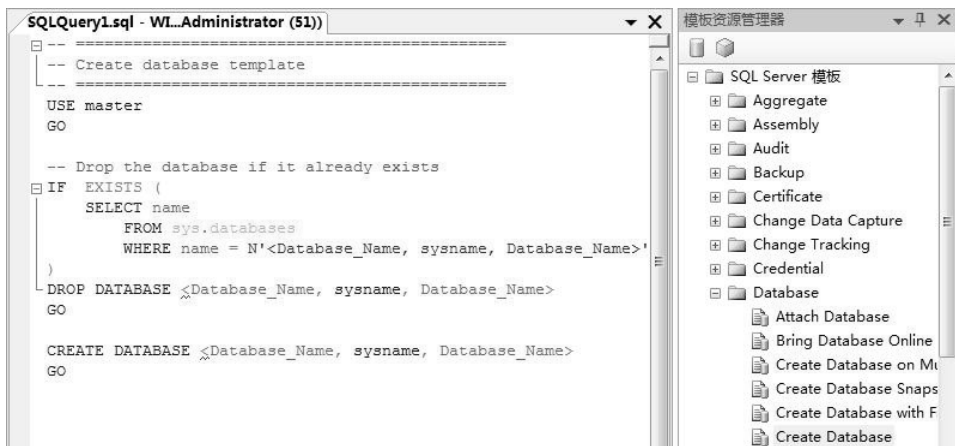 SQLQuery1.sql - WI...Administrator (51))
-- ==============================================
-- Create database template
-- ==============================================
USE master
GO
-- Drop the database if it already exists
IF EXISTS (
SELECT name
FROM sys.databases
WHERE name = N'<Database_Name, sysname, Database_Name>'
)
DROP DATABASE <Database_Name, sysname, Database_Name>
GO
CREATE DATABASE <Database_Name, sysname, Database_Name>
GO
模板资源管理器
SQL Server 模板
Aggregate
Assembly
Audit
Backup
Certificate
Change Data Capture
Change Tracking
Credential
Database
Attach Database
Bring Database Online
Create Database on Mu
Create Database Snaps
Create Database with F
Create Database